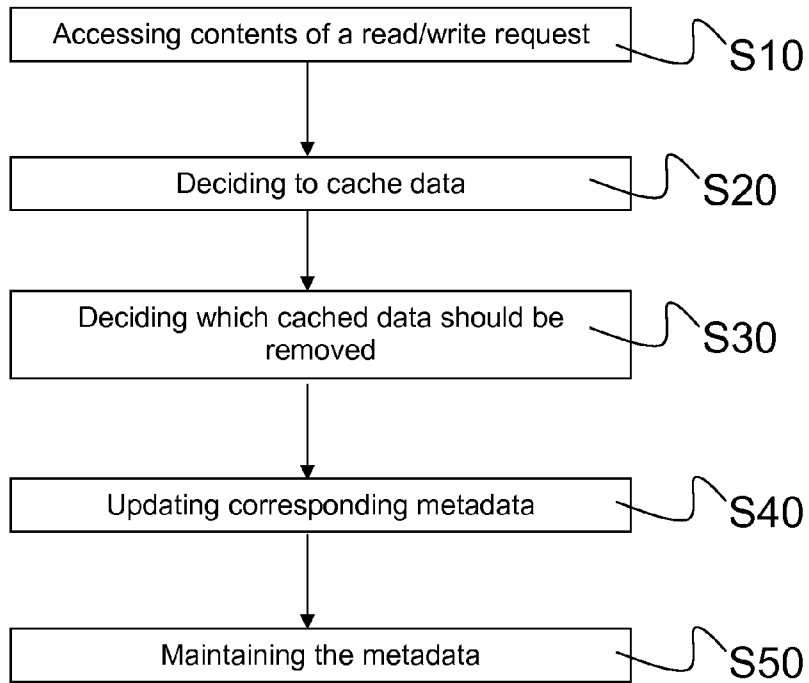 Accessing contents of a read/write request
S10
Deciding to cache data
S20
Deciding which cached data should be
removed
S30
Updating corresponding metadata
S40
Maintaining the metadata
S50